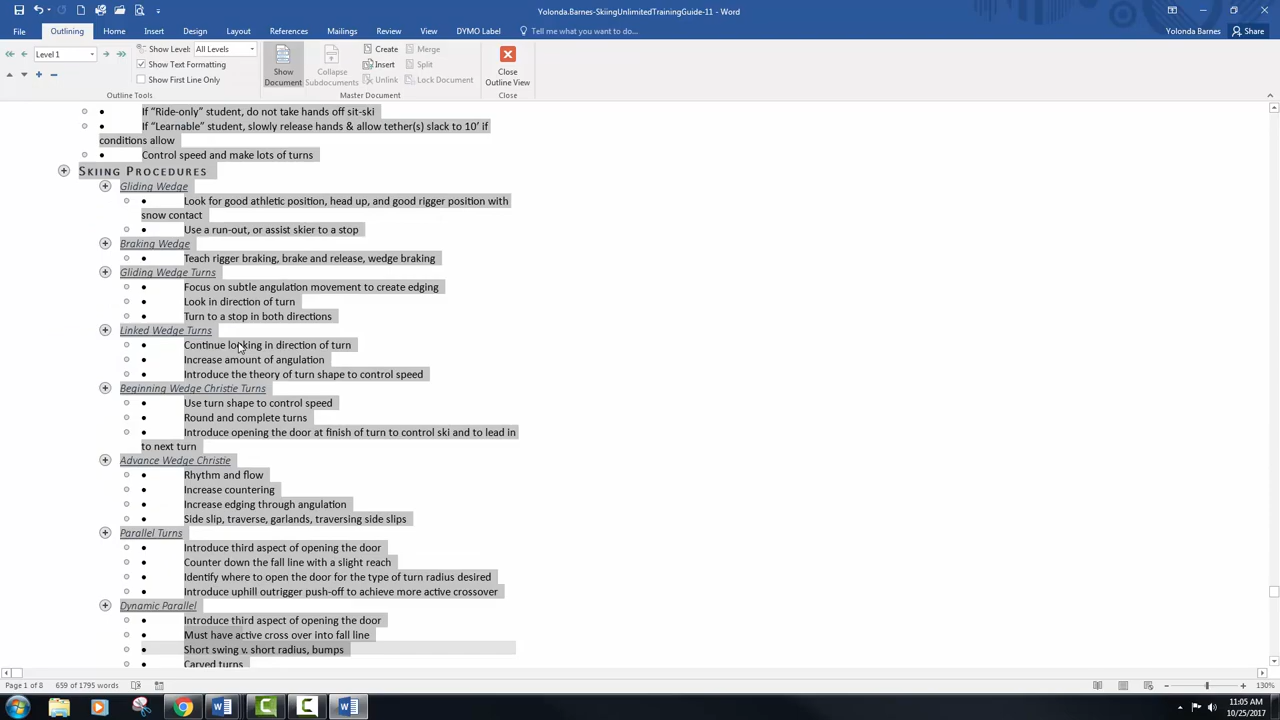 Yolonda.Barnes-SkiingUnlimitedTrainingGuide-11 - Word
File Outlining Home Insert Design Layout References Mailings Review View DYMO Label Tell me what you want to do... Yolonda Barnes Share
Level 1
Show Level: All Levels
Show Text Formatting
Show First Line Only
Outline Tools
Show Document
Collapse Subdocuments
Create
Insert
Unlink
Merge
Split
Lock Document
Master Document
Close Outline View
Close
• If “Ride-only” student, do not take hands off sit-ski
• If “Learnable” student, slowly release hands & allow tether(s) slack to 10’ if
conditions allow
• Control speed and make lots of turns
SKIING PROCEDURES
Gliding Wedge
• Look for good athletic position, head up, and good rigger position with
snow contact
• Use a run-out, or assist skier to a stop
Braking Wedge
• Teach rigger braking, brake and release, wedge braking
Gliding Wedge Turns
• Focus on subtle angulation movement to create edging
• Look in direction of turn
• Turn to a stop in both directions
Linked Wedge Turns
• Continue looking in direction of turn
• Increase amount of angulation
• Introduce the theory of turn shape to control speed
Beginning Wedge Christie Turns
• Use turn shape to control speed
• Round and complete turns
• Introduce opening the door at finish of turn to control ski and to lead in
to next turn
Advance Wedge Christie
• Rhythm and flow
• Increase countering
• Increase edging through angulation
• Side slip, traverse, garlands, traversing side slips
Parallel Turns
• Introduce third aspect of opening the door
• Counter down the fall line with a slight reach
• Identify where to open the door for the type of turn radius desired
• Introduce uphill outrigger push-off to achieve more active crossover
Dynamic Parallel
• Introduce third aspect of opening the door
• Must have active cross over into fall line
• Short swing v. short radius, bumps
• Carved turns
Page 1 of 8 659 of 1795 words 130%
11:05 AM
10/25/2017